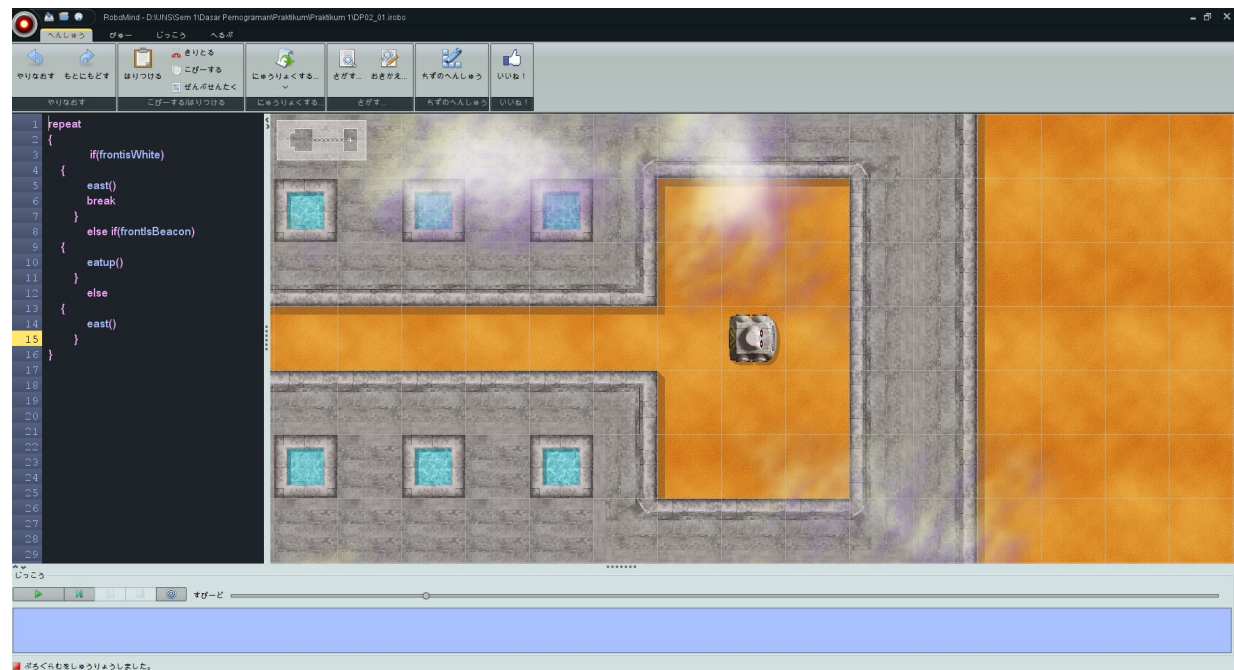 RoboMind - D:\UNS\Sem 1\Dasar Pemograman\Praktikum\Praktikum 1\DP02_01.irobo
へんしゅう びゅー じっこう へるぷ
やりなおす もとにもどす はりつける きりとる こぴーする ぜんぶせんたく にゅうりょくする... さがす... おきかえ... ちずのへんしゅう いいね!
やりなおす こぴーする/はりつける にゅうりょくする... さがす... ちずのへんしゅう いいね!
1 repeat
2 {
3 if(frontisWhite)
4 {
5 east()
6 break
7 }
8 else if(frontIsBeacon)
9 {
10 eatup()
11 }
12 else
13 {
14 east()
15 }
16 }
17
18
19
20
21
22
23
24
25
26
27
28
29
じっこう
すぴーど
ぷろぐらむをしゅうりょうしました。